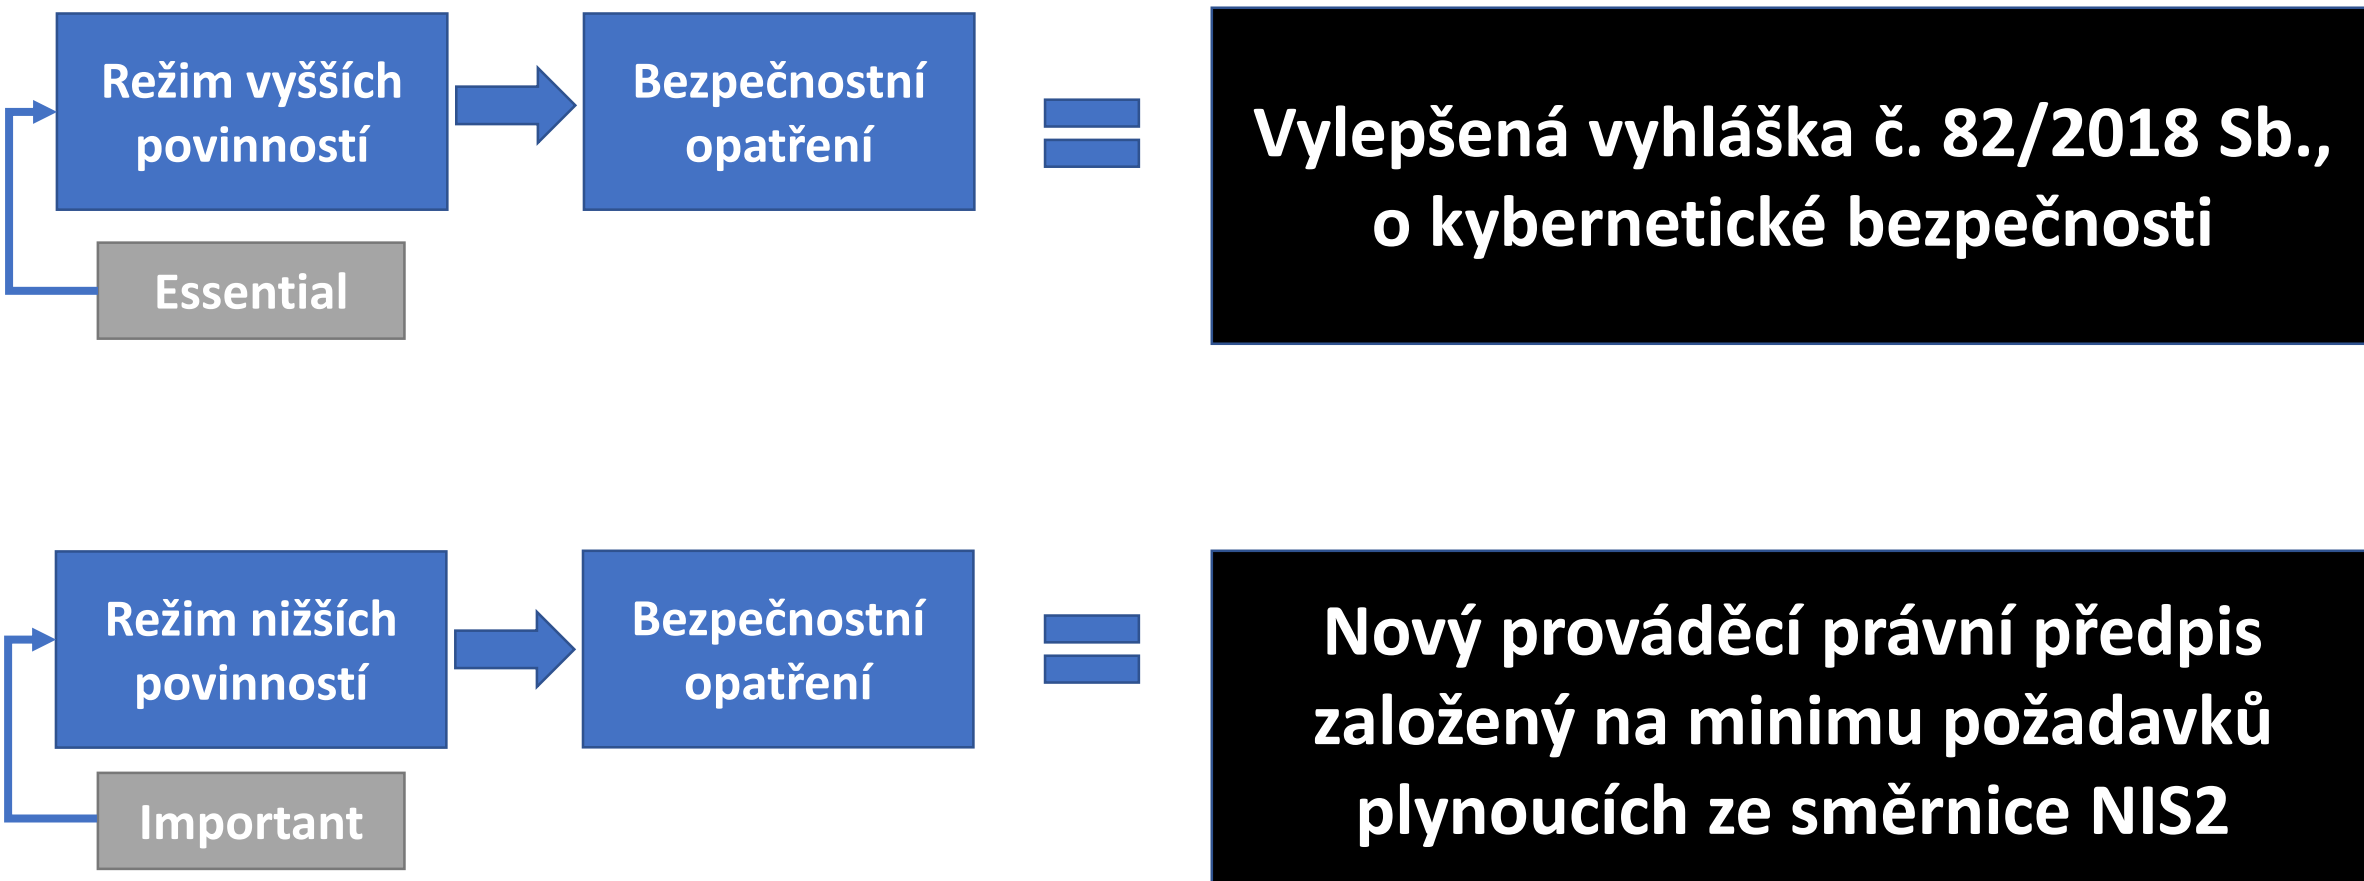 Režim vyšších
povinností
Bezpečnostní
opatření
Vylepšená vyhláška č. 82/2018 Sb.,
o kybernetické bezpečnosti
Essential
Režim nižších
povinností
Bezpečnostní
opatření
Nový prováděcí právní předpis
založený na minimu požadavků
plynoucích ze směrnice NIS2
Important